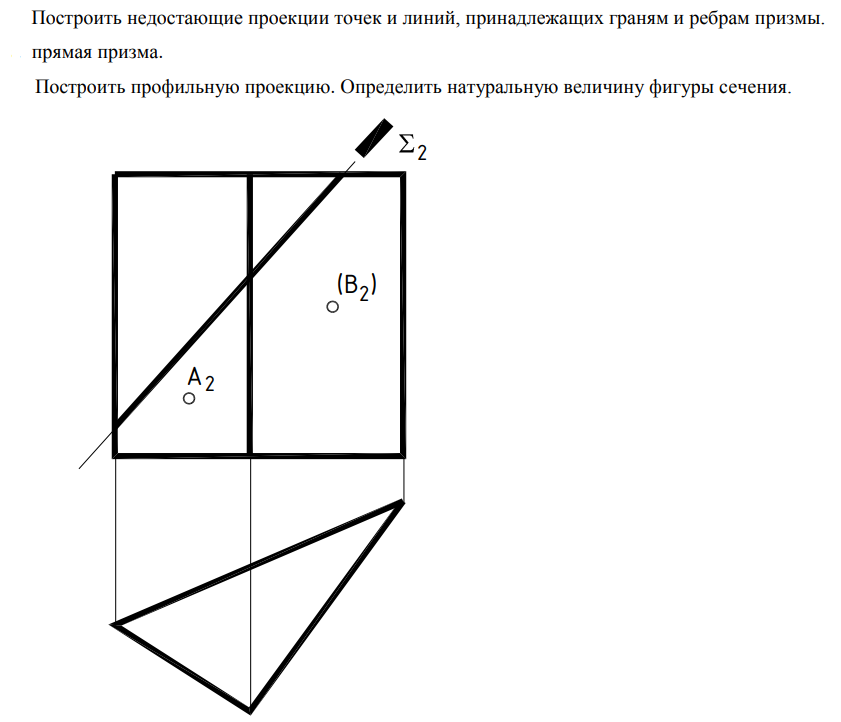 Построить недостающие проекции точек и линий, принадлежащих граням и ребрам призмы.
прямая призма.
Построить профильную проекцию. Определить натуральную величину фигуры сечения.
Σ2
(B2)
A2